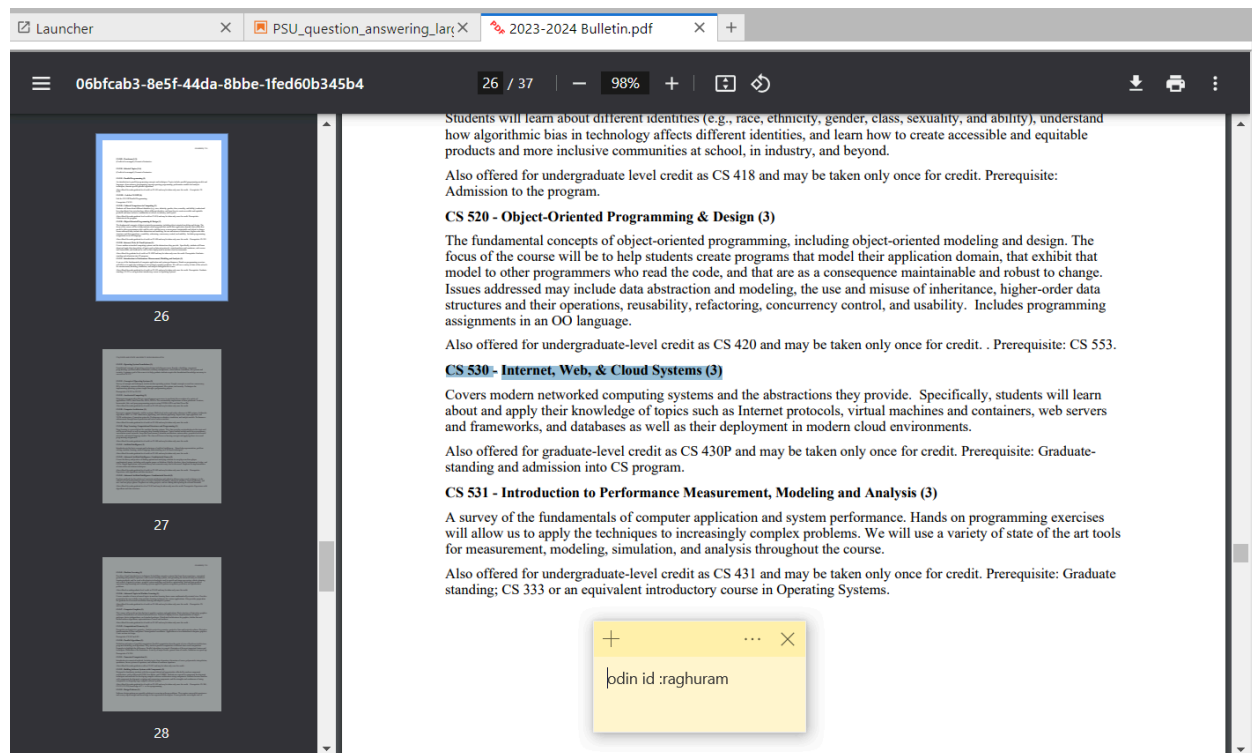 Launcher
PSU_question_answering_larg
2023-2024 Bulletin.pdf
06bfcab3-8e5f-44da-8bbe-1fed60b345b4
26 / 37
98%
26
27
28
Students will learn about different identities (e.g., race, ethnicity, gender, class, sexuality, and ability), understand
how algorithmic bias in technology affects different identities, and learn how to create accessible and equitable
products and more inclusive communities at school, in industry, and beyond.
Also offered for undergraduate level credit as CS 418 and may be taken only once for credit. Prerequisite:
Admission to the program.
CS 520 - Object-Oriented Programming & Design (3)
The fundamental concepts of object-oriented programming, including object-oriented modeling and design. The
focus of the course will be to help students create programs that model their application domain, that exhibit that
model to other programmers who read the code, and that are as a consequence maintainable and robust to change.
Issues addressed may include data abstraction and modeling, the use and misuse of inheritance, higher-order data
structures and their operations, reusability, refactoring, concurrency control, and usability. Includes programming
assignments in an OO language.
Also offered for undergraduate-level credit as CS 420 and may be taken only once for credit. . Prerequisite: CS 553.
CS 530 - Internet, Web, & Cloud Systems (3)
Covers modern networked computing systems and the abstractions they provide. Specifically, students will learn
about and apply their knowledge of topics such as Internet protocols, virtual machines and containers, web servers
and frameworks, and databases as well as their deployment in modern cloud environments.
Also offered for graduate-level credit as CS 430P and may be taken only once for credit. Prerequisite: Graduate-
standing and admission into CS program.
CS 531 - Introduction to Performance Measurement, Modeling and Analysis (3)
A survey of the fundamentals of computer application and system performance. Hands on programming exercises
will allow us to apply the techniques to increasingly complex problems. We will use a variety of state of the art tools
for measurement, modeling, simulation, and analysis throughout the course.
Also offered for undergraduate-level credit as CS 431 and may be taken only once for credit. Prerequisite: Graduate
standing; CS 333 or an equivalent introductory course in Operating Systems.
odin id :raghuram